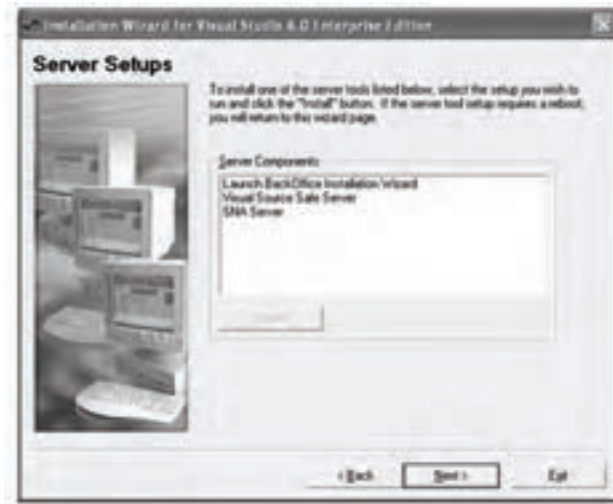 Installation Wizard for Visual Studio 6.0 Enterprise Edition
Server Setups
To install one of the server tools listed below, select the setup you wish to
run and click the "Install" button. If the server tool setup requires a reboot,
you will return to this wizard page.
Server Components
Launch BackOffice Installation Wizard
Visual Source Safe Server
SNA Server
< Back
Next >
Exit